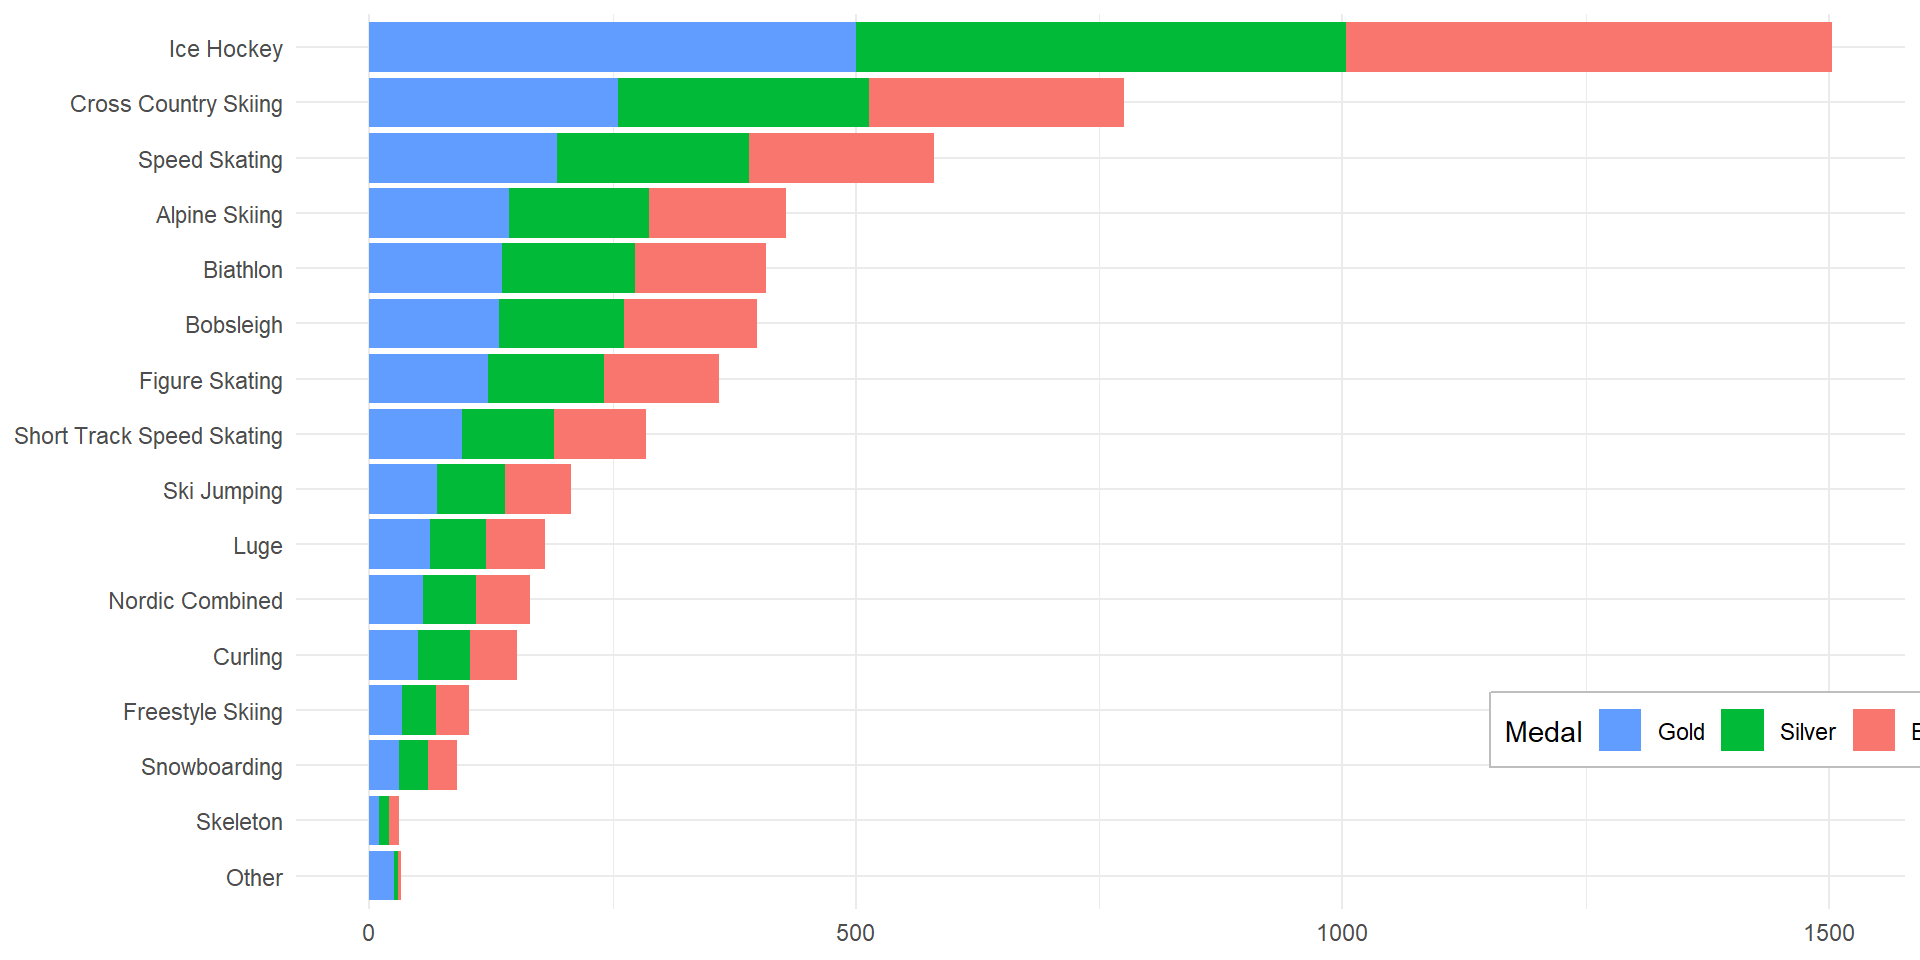 Ice Hockey
Cross Country Skiing
Speed Skating
Alpine Skiing
Biathlon
Bobsleigh
Figure Skating
Short Track Speed Skating
Ski Jumping
Luge
Nordic Combined
Curling
Freestyle Skiing
Snowboarding
Skeleton
Other
Medal Gold Silver
0 500 1000 1500